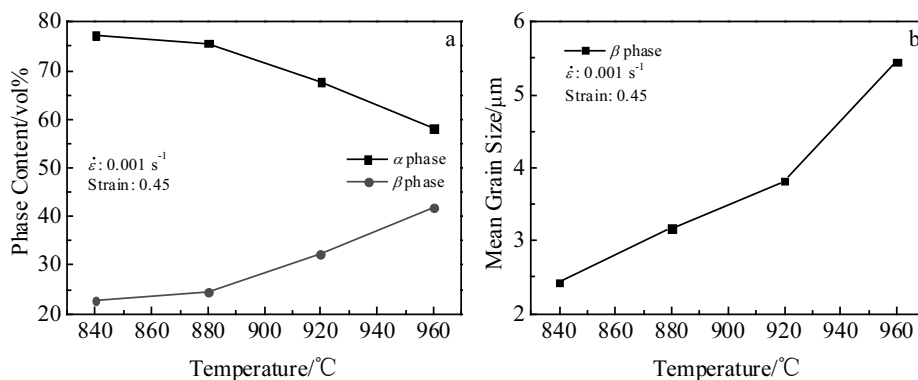 80
70
60
50
40
30
20
a
ε̇: 0.001 s⁻¹
Strain: 0.45
α phase
β phase
Phase Content/vol%
840 860 880 900 920 940 960
Temperature/℃
6
5
4
3
2
b
β phase
ε̇: 0.001 s⁻¹
Strain: 0.45
Mean Grain Size/μm
840 860 880 900 920 940 960
Temperature/℃